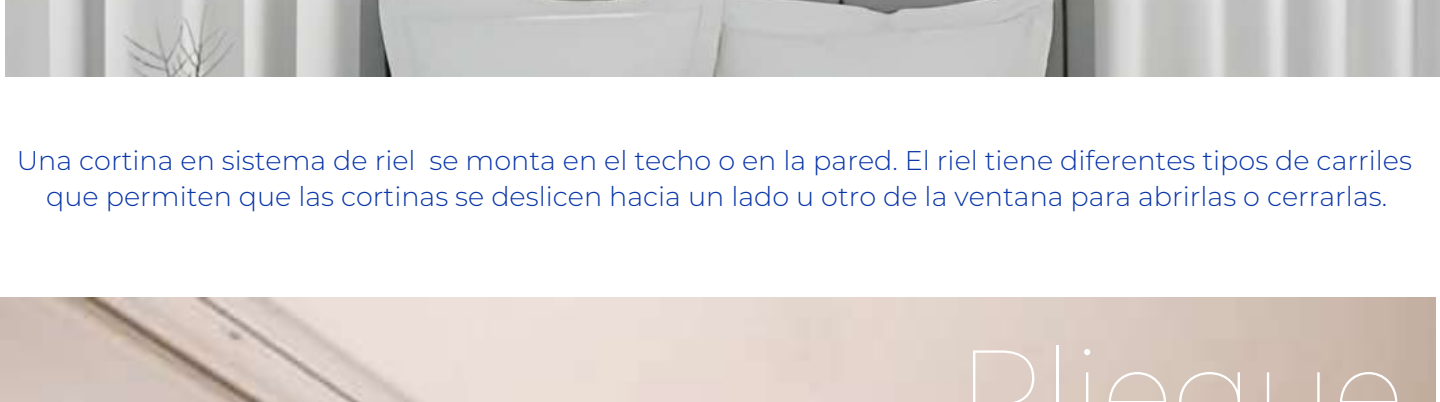 Una cortina en sistema de riel  se monta en el techo o en la pared. El riel tiene diferentes tipos de carriles
que permiten que las cortinas se deslicen hacia un lado u otro de la ventana para abrirlas o cerrarlas.
Pliegue